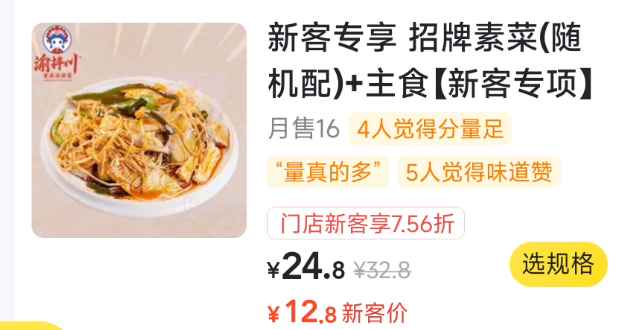 渝拌川
新客专享 招牌素菜(随
机配)+主食【新客专项】
月售16 4人觉得分量足
“量真的多” 5人觉得味道赞
门店新客享7.56折
¥24.8 ¥32.8 选规格
¥12.8 新客价